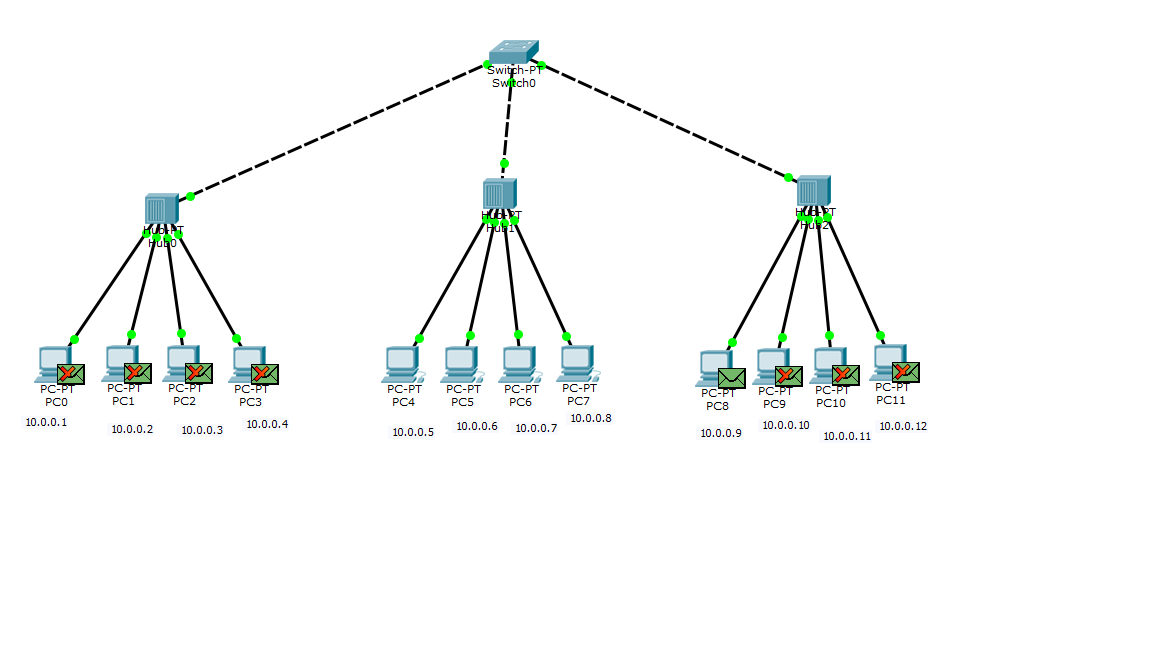 Switch-PT
Switch0
Hub-PT
Hub0
Hub-PT
Hub1
Hub-PT
Hub2
PC-PT
PC0
PC-PT
PC1
PC-PT
PC2
PC-PT
PC3
PC-PT
PC4
PC-PT
PC5
PC-PT
PC6
PC-PT
PC7
PC-PT
PC8
PC-PT
PC9
PC-PT
PC10
PC-PT
PC11
10.0.0.1
10.0.0.2
10.0.0.3
10.0.0.4
10.0.0.5
10.0.0.6
10.0.0.7
10.0.0.8
10.0.0.9
10.0.0.10
10.0.0.11
10.0.0.12